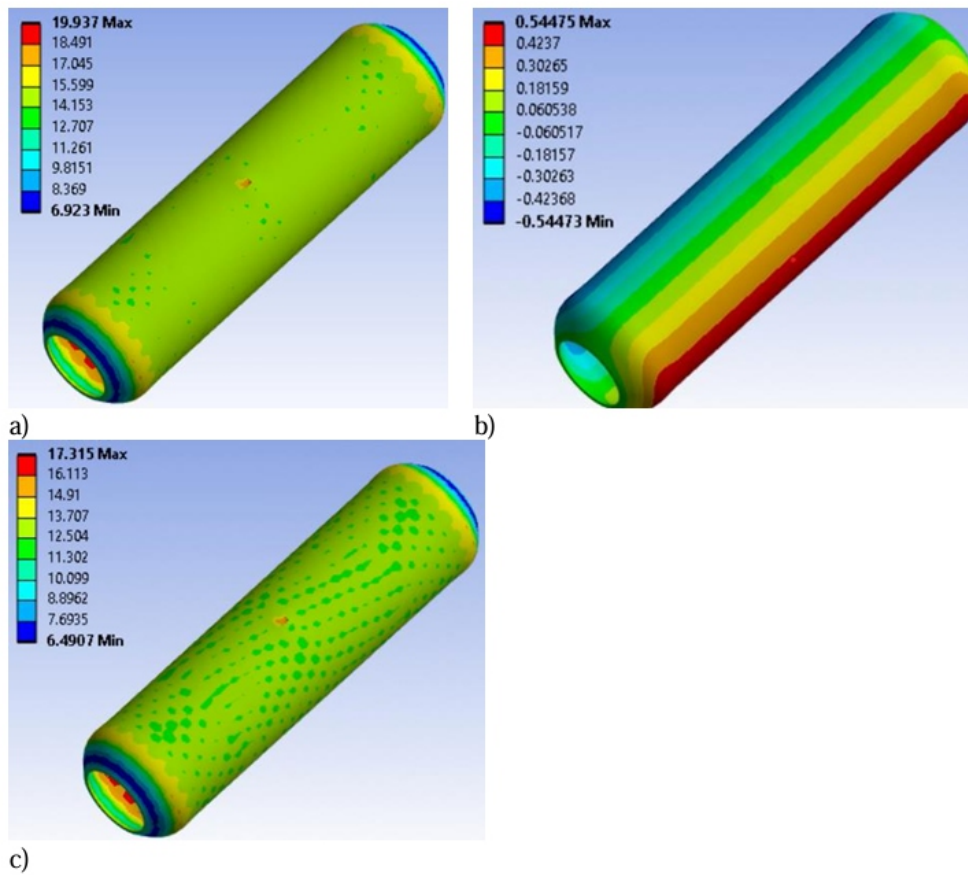 19.937 Max
18.491
17.045
15.599
14.153
12.707
11.261
9.8151
8.369
6.923 Min
a)
0.54475 Max
0.4237
0.30265
0.18159
0.060538
-0.060517
-0.18157
-0.30263
-0.42368
-0.54473 Min
b)
17.315 Max
16.113
14.91
13.707
12.504
11.302
10.099
8.8962
7.6935
6.4907 Min
c)